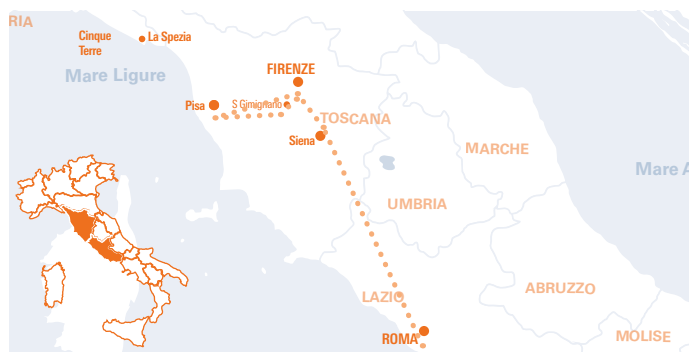 RIA
Cinque
Terre
La Spezia
Mare Ligure
FIRENZE
Pisa
S Gimignano
TOSCANA
Siena
MARCHE
Mare A
UMBRIA
LAZIO
ABRUZZO
ROMA
MOLISE